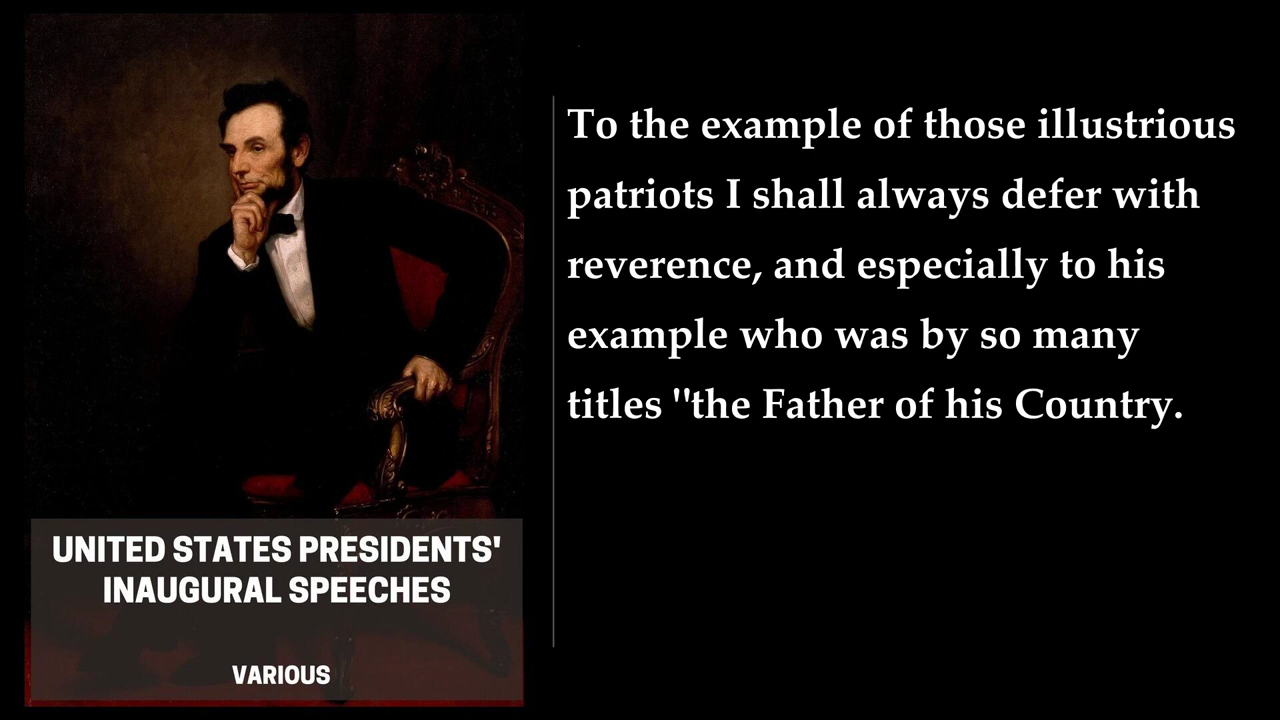 To the example of those illustrious
patriots I shall always defer with
reverence, and especially to his
example who was by so many
titles "the Father of his Country.
UNITED STATES PRESIDENTS'
INAUGURAL SPEECHES
VARIOUS